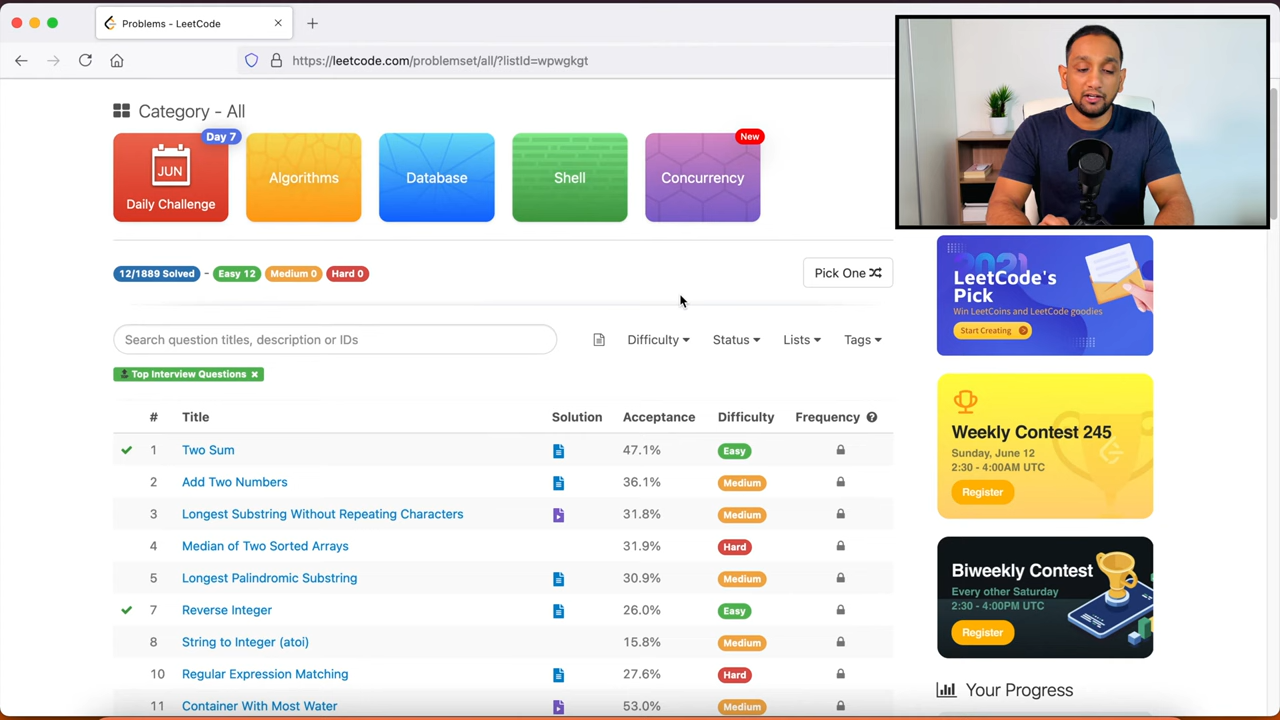 Problems - LeetCode
https://leetcode.com/problemset/all/?listId=wpwgkgt
Category - All
Day 7
JUN
Daily Challenge
Algorithms
Database
Shell
New
Concurrency
12/1889 Solved - Easy 12 Medium 0 Hard 0
Pick One
Search question titles, description or IDs
Difficulty Status Lists Tags
Top Interview Questions ×
# Title Solution Acceptance Difficulty Frequency ?
1 Two Sum 47.1% Easy
2 Add Two Numbers 36.1% Medium
3 Longest Substring Without Repeating Characters 31.8% Medium
4 Median of Two Sorted Arrays 31.9% Hard
5 Longest Palindromic Substring 30.9% Medium
7 Reverse Integer 26.0% Easy
8 String to Integer (atoi) 15.8% Medium
10 Regular Expression Matching 27.6% Hard
11 Container With Most Water 53.0% Medium
2021
LeetCode's
Pick
Win LeetCoins and LeetCode goodies
Start Creating
Weekly Contest 245
Sunday, June 12
2:30 - 4:00AM UTC
Register
Biweekly Contest
Every other Saturday
2:30 - 4:00PM UTC
Register
Your Progress